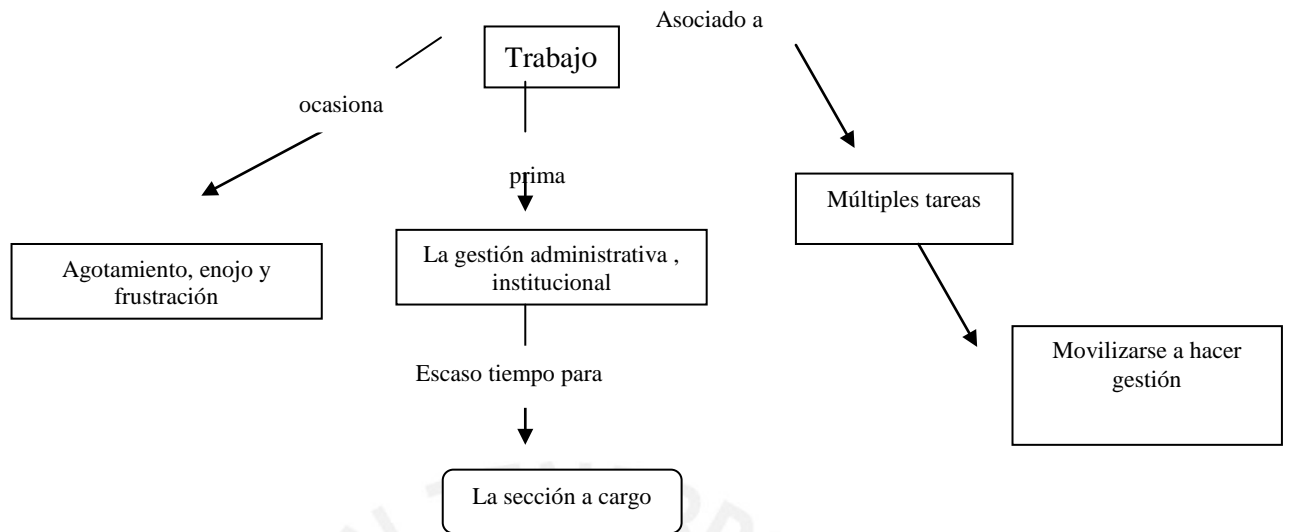 Asociado a
Trabajo
ocasiona
prima
Múltiples tareas
La gestión administrativa ,
institucional
Agotamiento, enojo y
frustración
Movilizarse a hacer
gestión
Escaso tiempo para
La sección a cargo